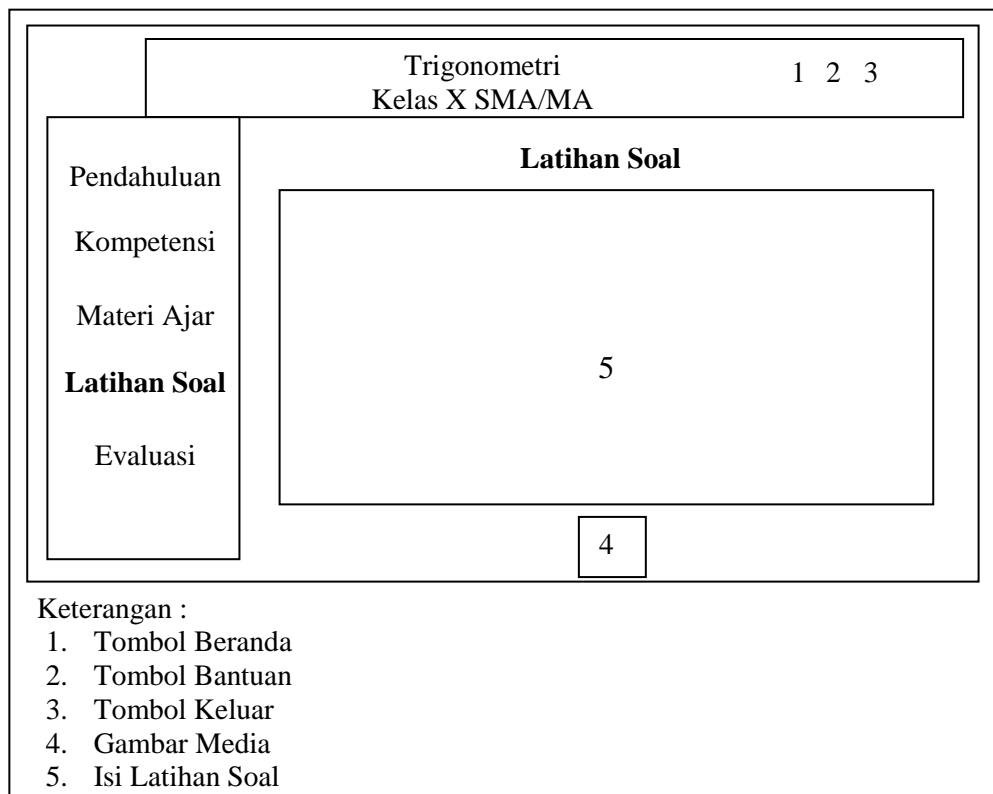 Trigonometri
Kelas X SMA/MA
1 2 3
Pendahuluan
Kompetensi
Materi Ajar
Latihan Soal
Evaluasi
Latihan Soal
5
4
Keterangan :
1. Tombol Beranda
2. Tombol Bantuan
3. Tombol Keluar
4. Gambar Media
5. Isi Latihan Soal